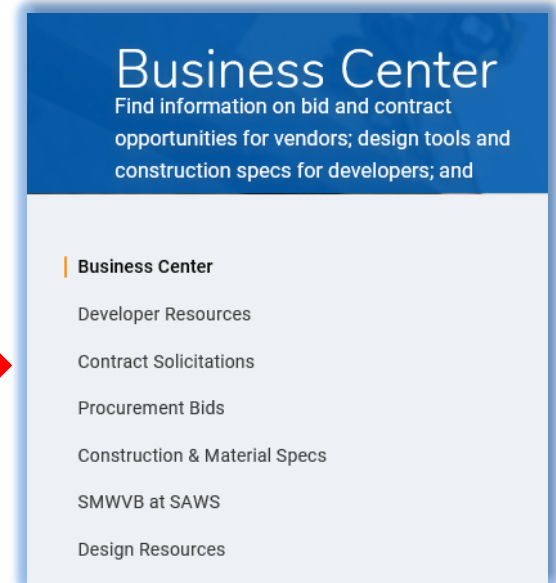 Business Center
Find information on bid and contract
opportunities for vendors; design tools and
construction specs for developers; and
Business Center
Developer Resources
Contract Solicitations
Procurement Bids
Construction & Material Specs
SMWVB at SAWS
Design Resources